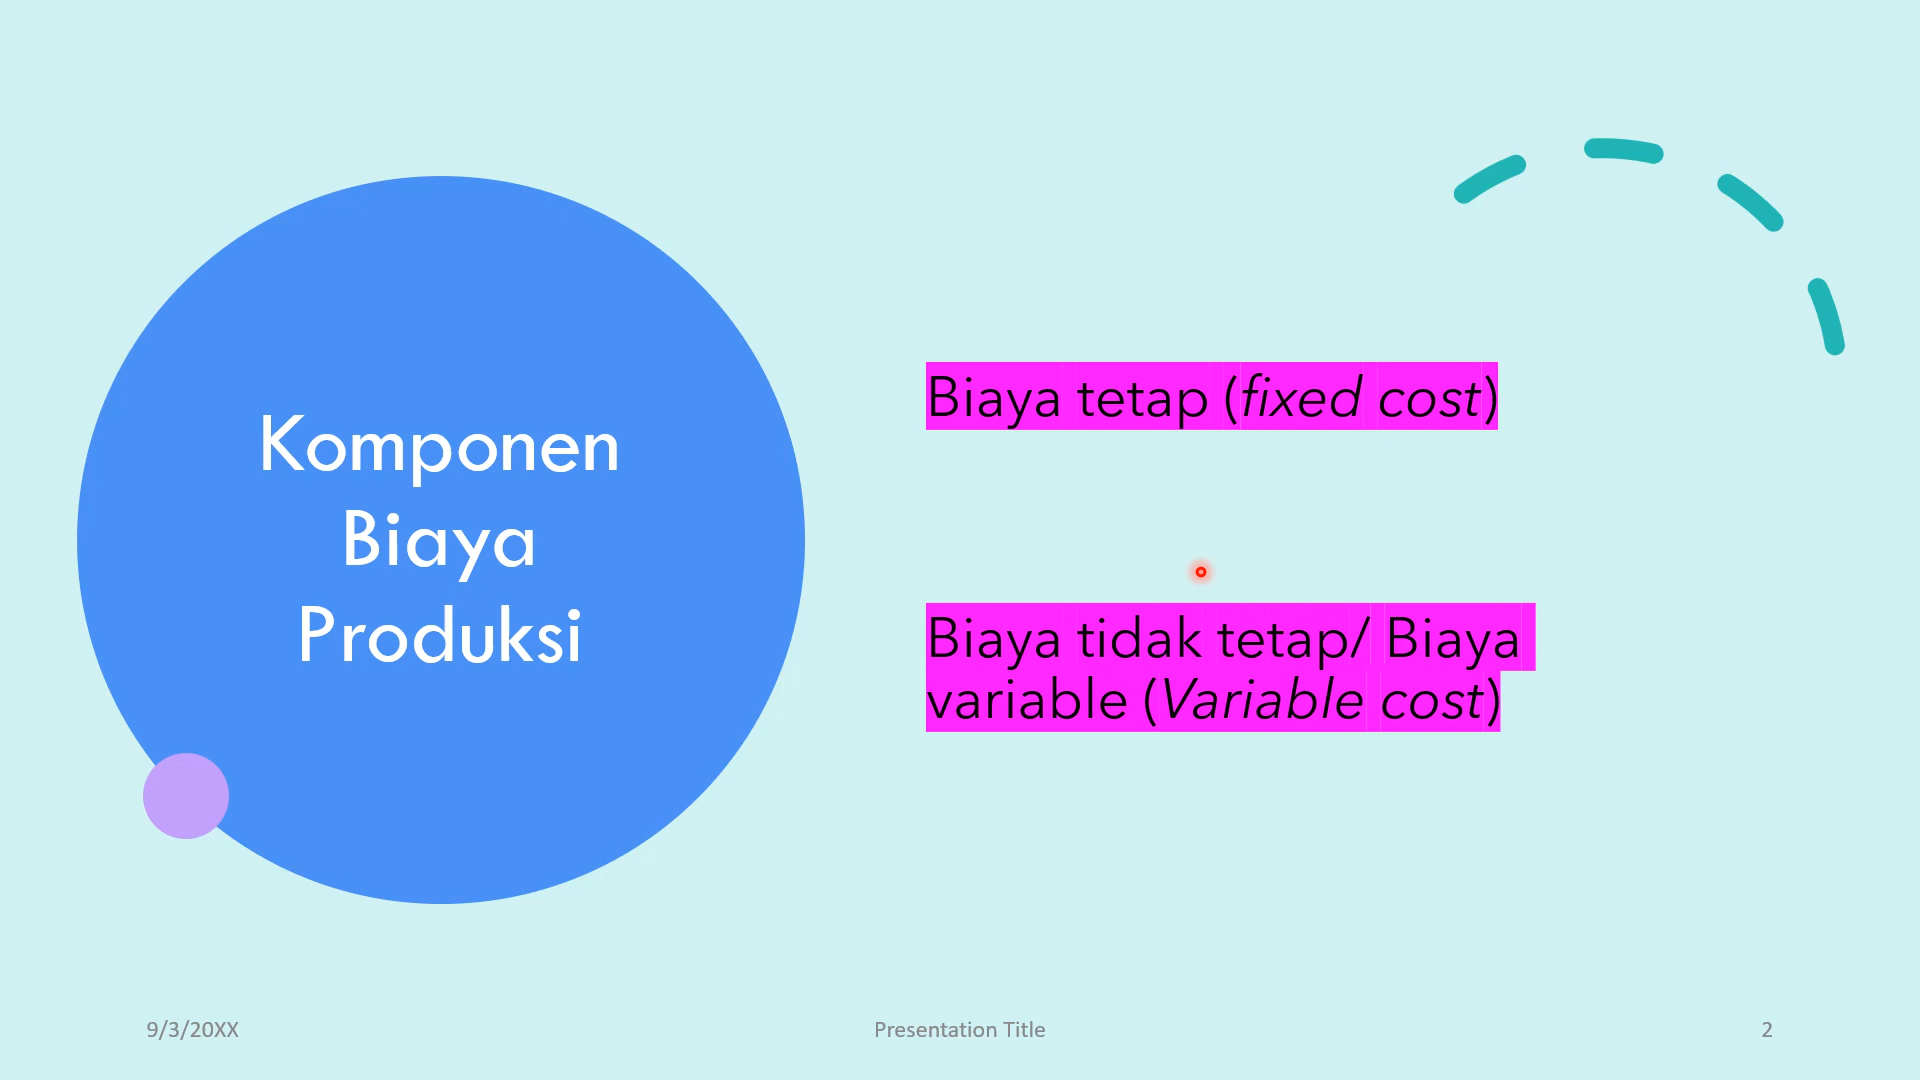 Komponen
Biaya
Produksi
Biaya tetap (fixed cost)
Biaya tidak tetap/ Biaya
variable (Variable cost)
9/3/20XX
Presentation Title
2